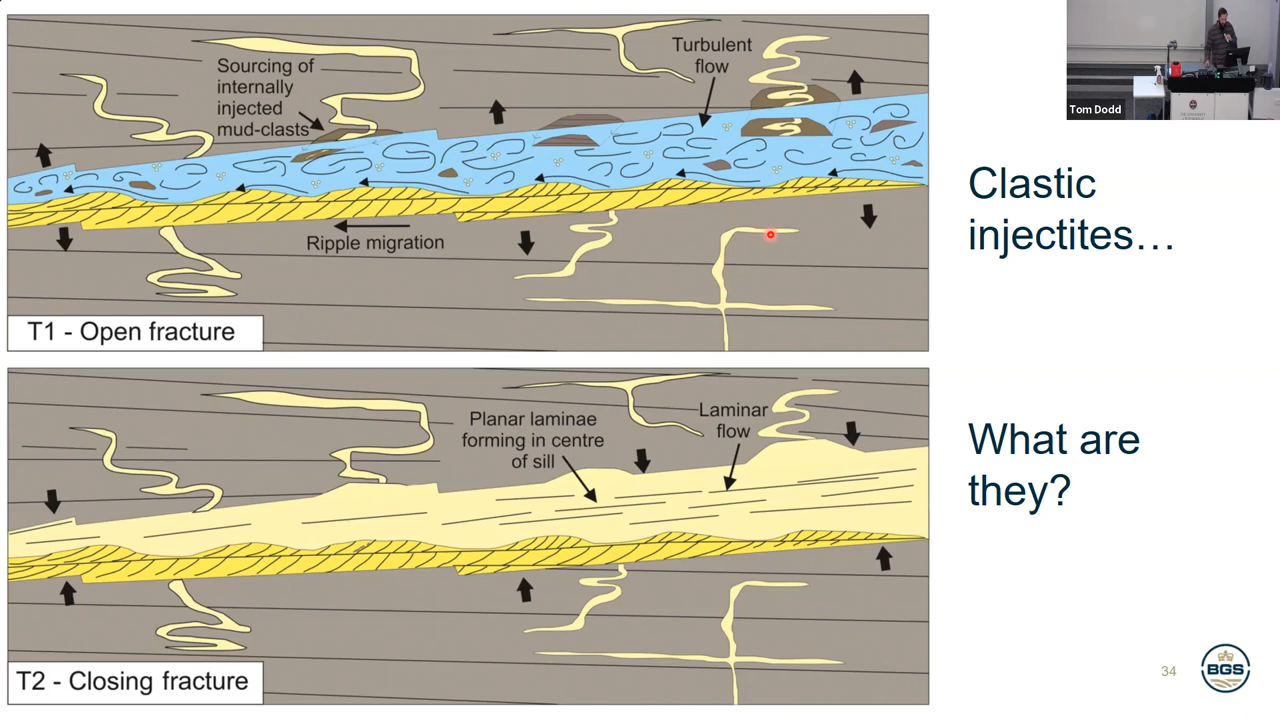 Sourcing of
internally
injected
mud-clasts
Turbulent
flow
Ripple migration
T1 - Open fracture
Planar laminae
forming in centre
of sill
Laminar
flow
T2 - Closing fracture
Tom Dodd
Clastic
injectites…
What are
they?
34
BGS